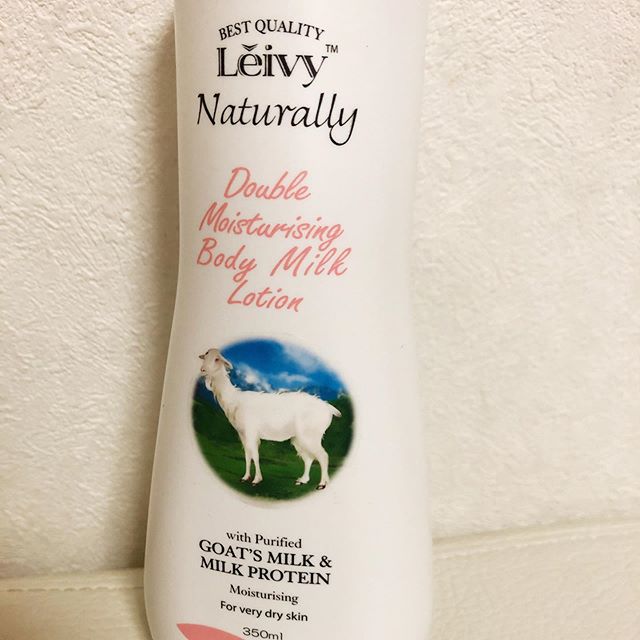 BEST QUALITY
Lěivy™
Naturally
Double
Moisturising
Body Milk
Lotion
with Purified
GOAT'S MILK &
MILK PROTEIN
Moisturising
For very dry skin
350ml